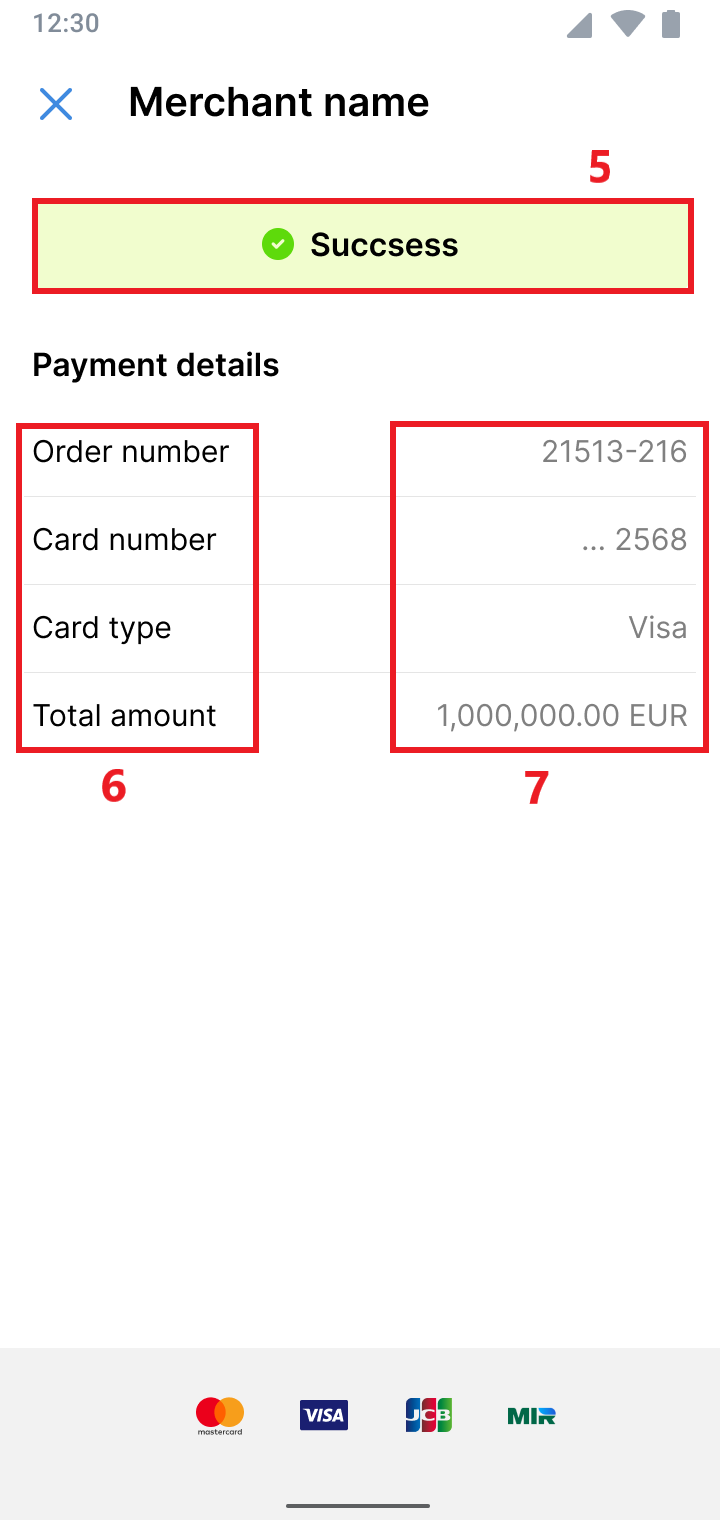 12:30
Merchant name
5
Succsess
Payment details
Order number 21513-216
Card number ... 2568
Card type Visa
Total amount 1,000,000.00 EUR
6 7
mastercard VISA JCB MIR